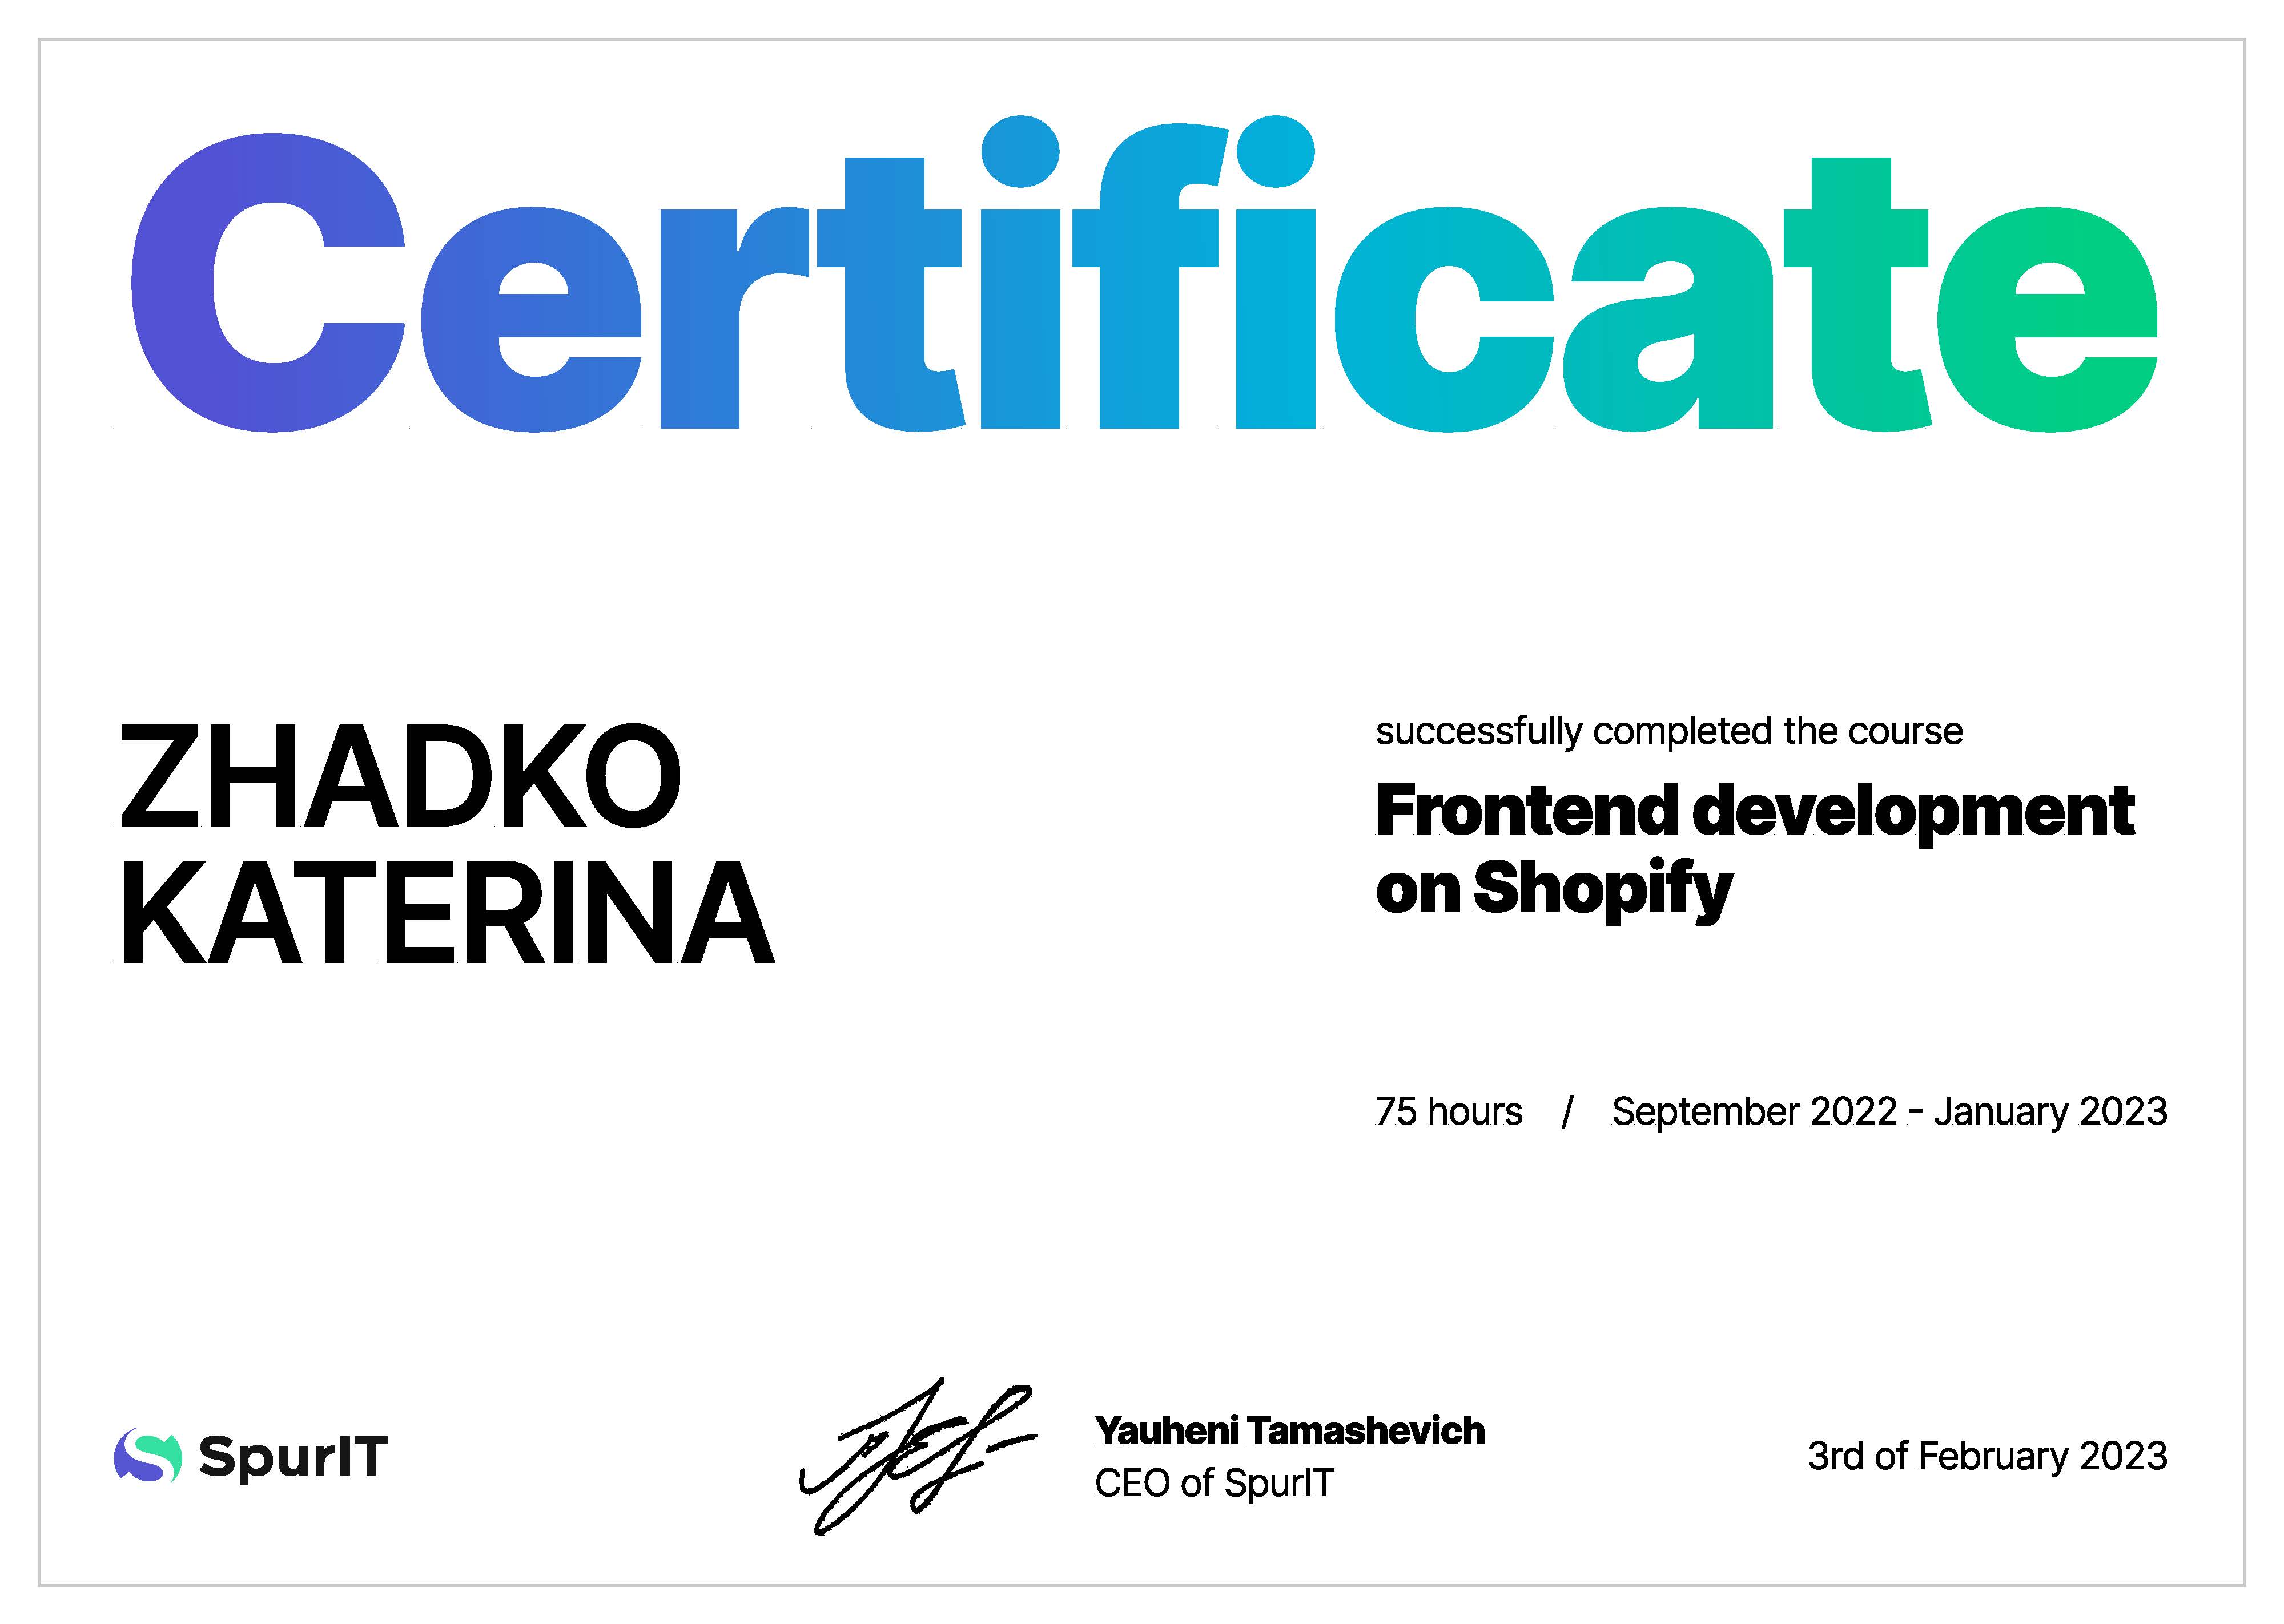 Certificate
ZHADKO
KATERINA
successfully completed the course
Frontend development
on Shopify
75 hours / September 2022 - January 2023
SpurIT
Yauheni Tamashevich
CEO of SpurIT
3rd of February 2023